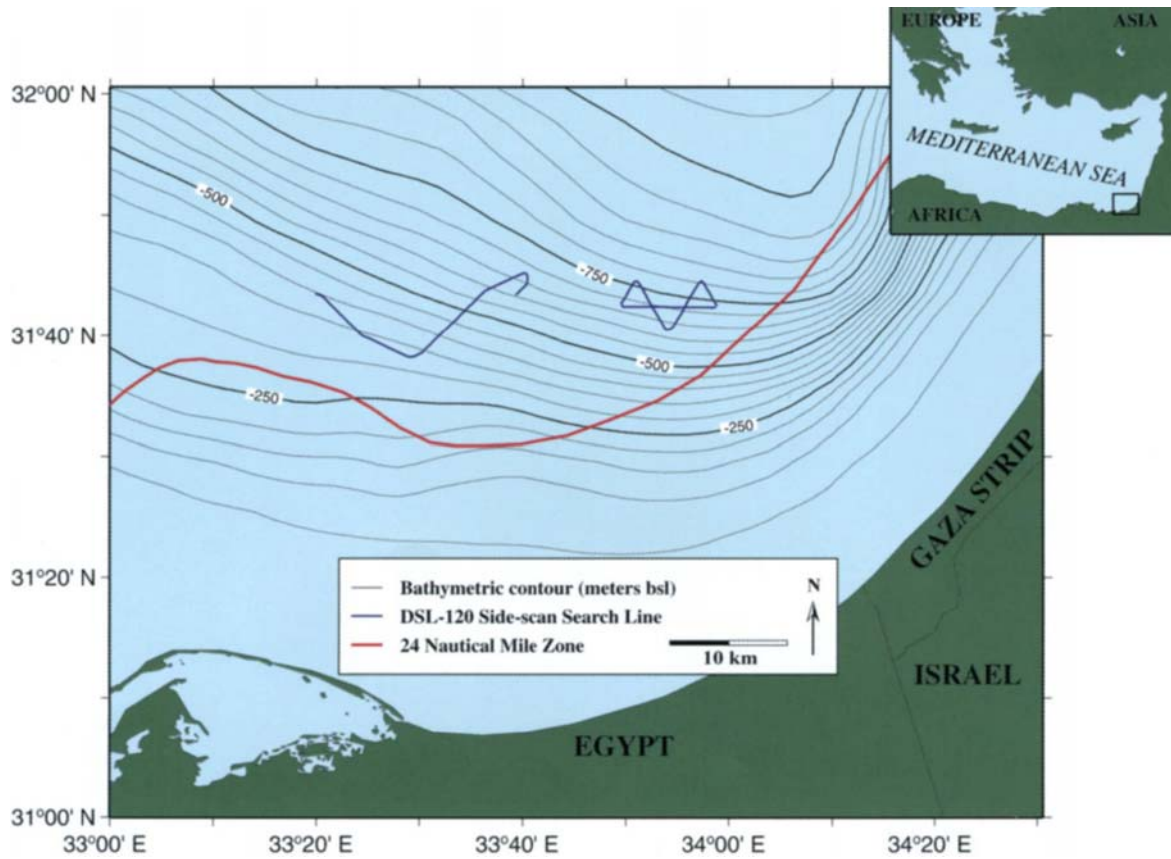 EUROPE
ASIA
MEDITERRANEAN SEA
AFRICA
32°00' N
31°40' N
31°20' N
31°00' N
-500
-750
-500
-250
-250
GAZA STRIP
Bathymetric contour (meters bsl)
DSL-120 Side-scan Search Line
24 Nautical Mile Zone
N
10 km
ISRAEL
EGYPT
33°00' E
33°20' E
33°40' E
34°00' E
34°20' E